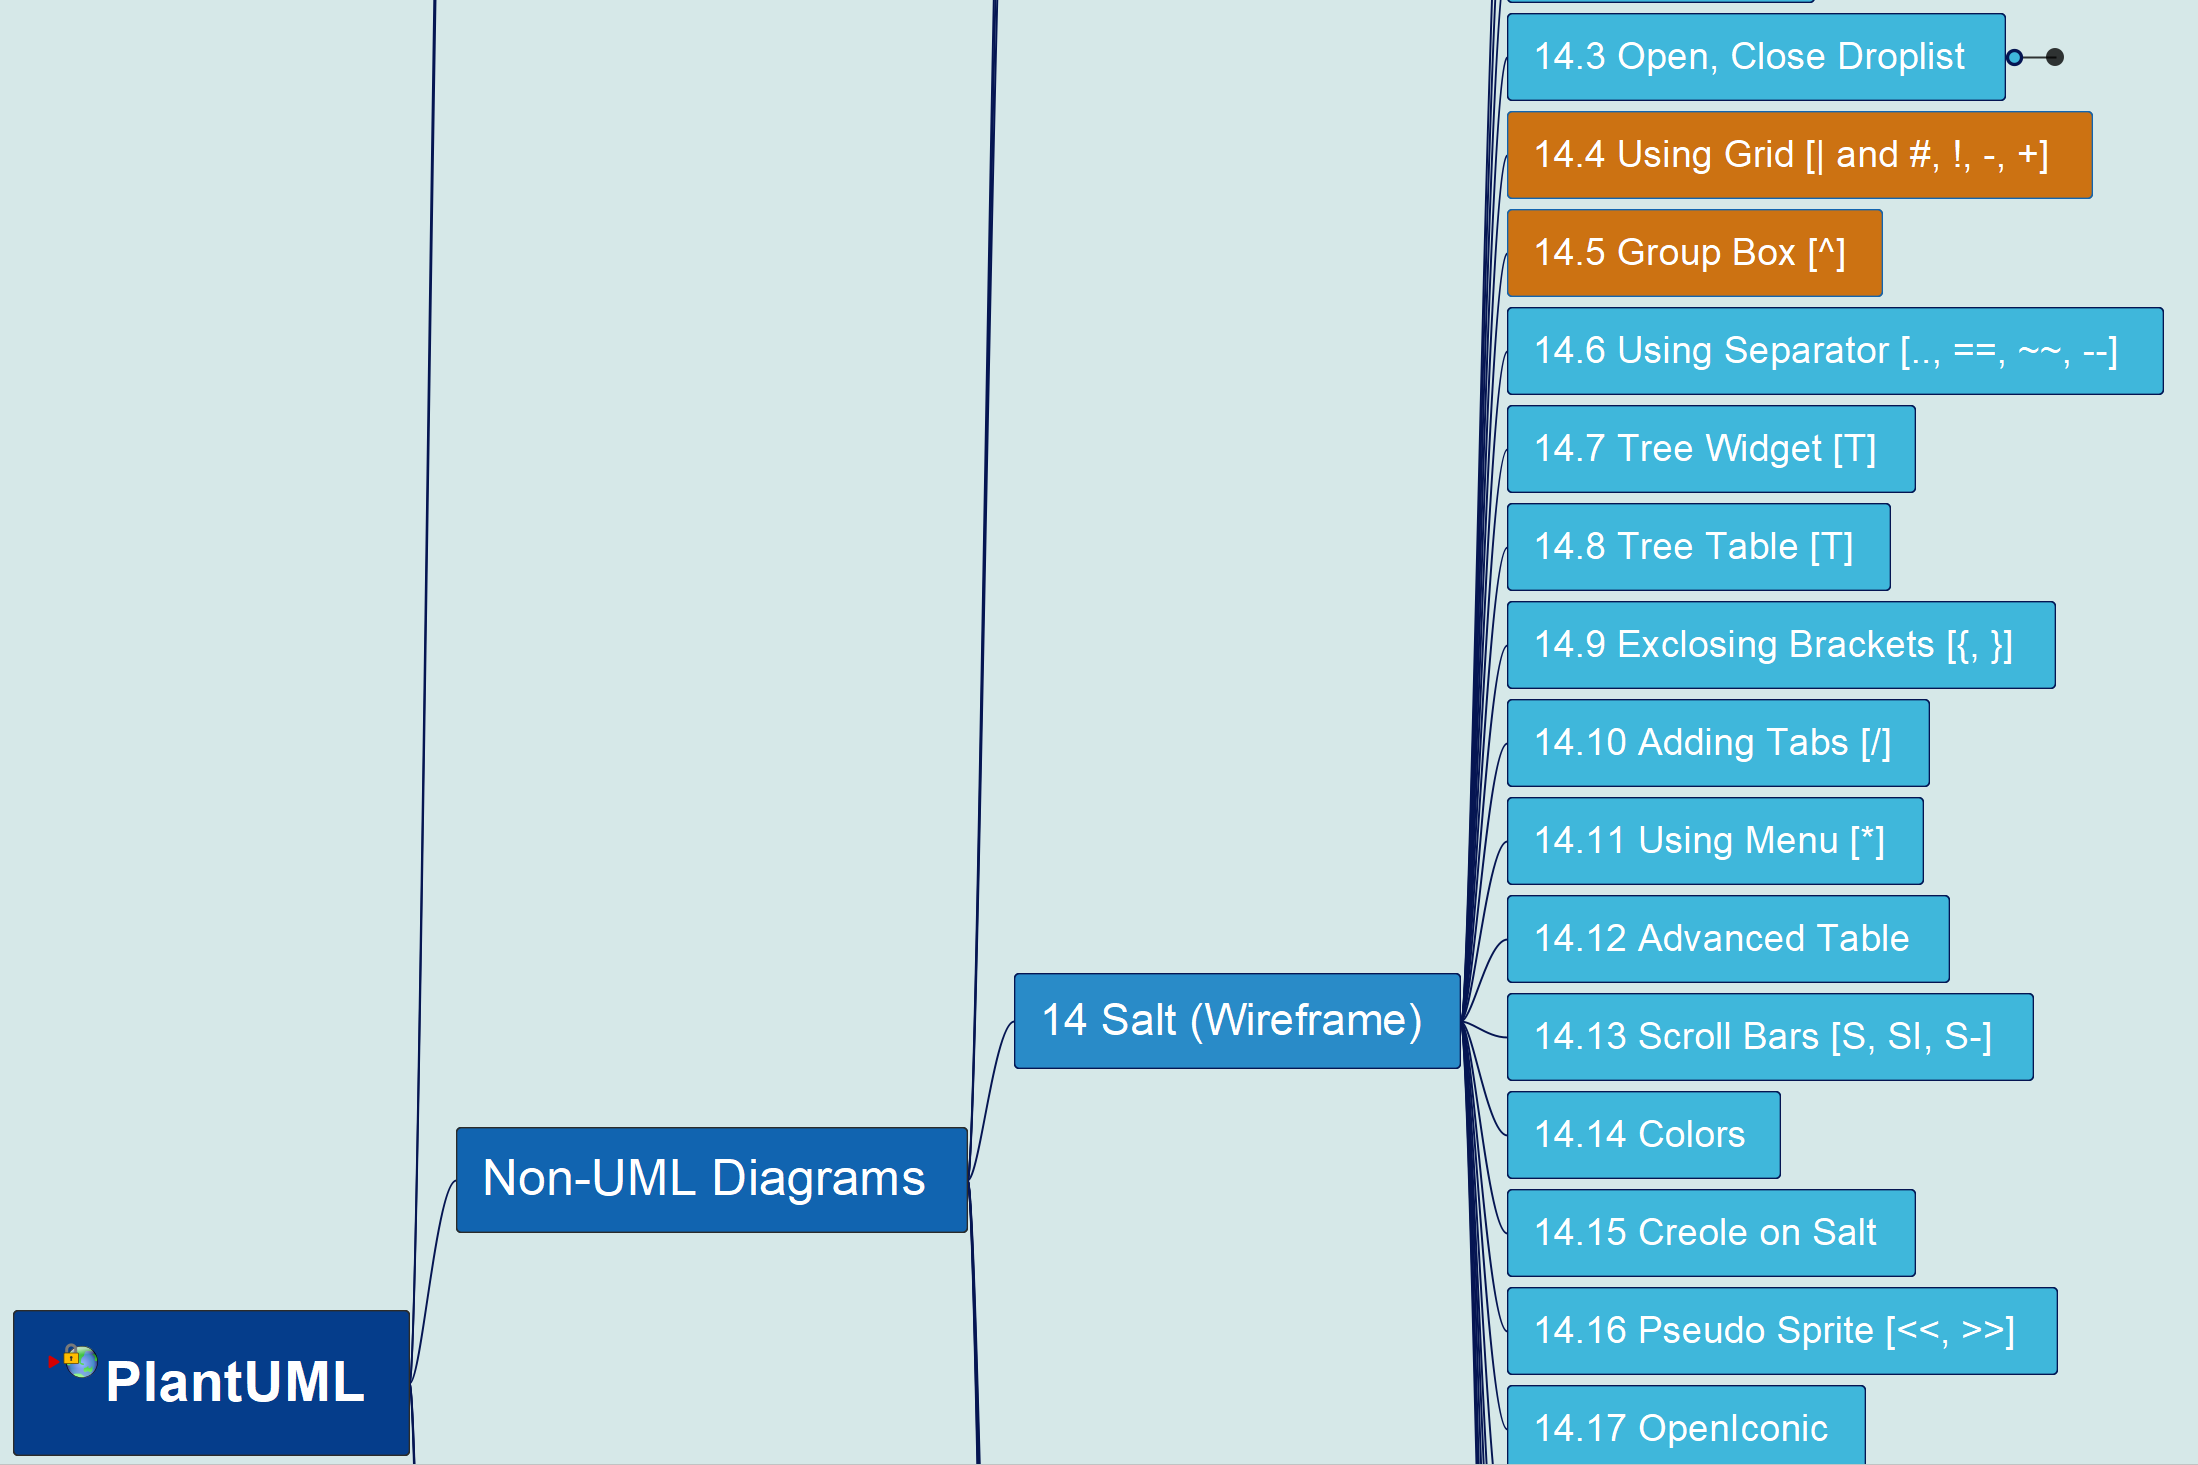 14.3 Open, Close Droplist
14.4 Using Grid [| and #, !, -, +]
14.5 Group Box [^]
14.6 Using Separator [.., ==, ~~, --]
14.7 Tree Widget [T]
14.8 Tree Table [T]
14.9 Exclosing Brackets [{, }]
14.10 Adding Tabs [/]
14.11 Using Menu [*]
14.12 Advanced Table
14 Salt (Wireframe)
14.13 Scroll Bars [S, SI, S-]
14.14 Colors
Non-UML Diagrams
14.15 Creole on Salt
14.16 Pseudo Sprite [<<, >>]
PlantUML
14.17 OpenIconic